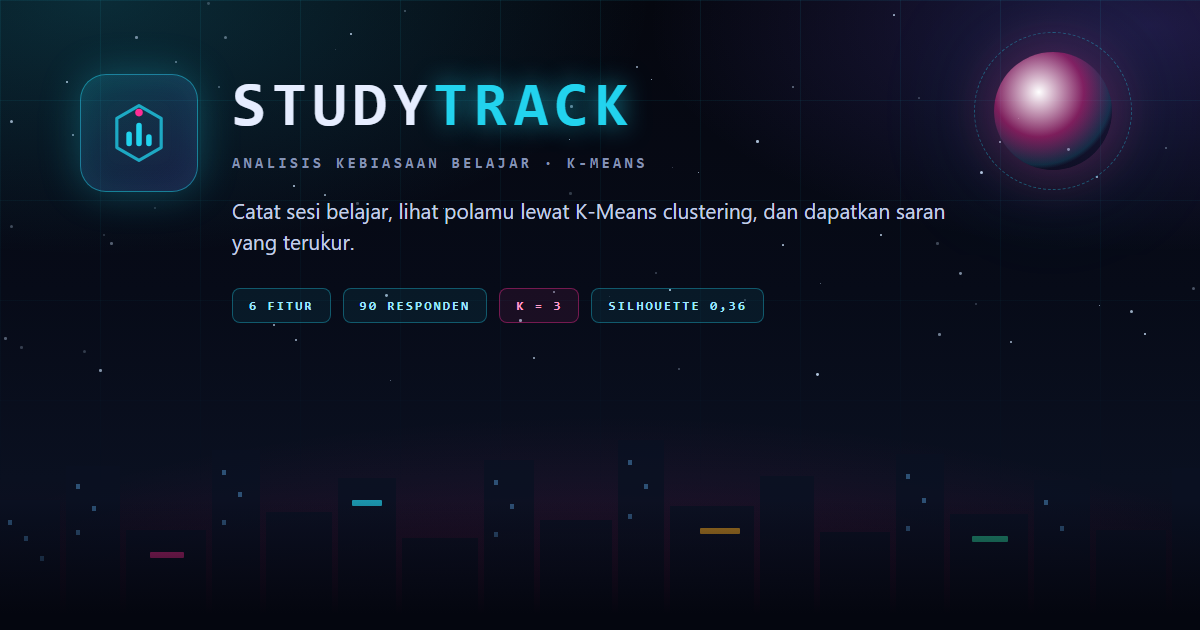 STUDYTRACK
ANALISIS KEBIASAAN BELAJAR · K-MEANS
Catat sesi belajar, lihat polamu lewat K-Means clustering, dan dapatkan saran
yang terukur.
6 FITUR 90 RESPONDEN K = 3 SILHOUETTE 0,36